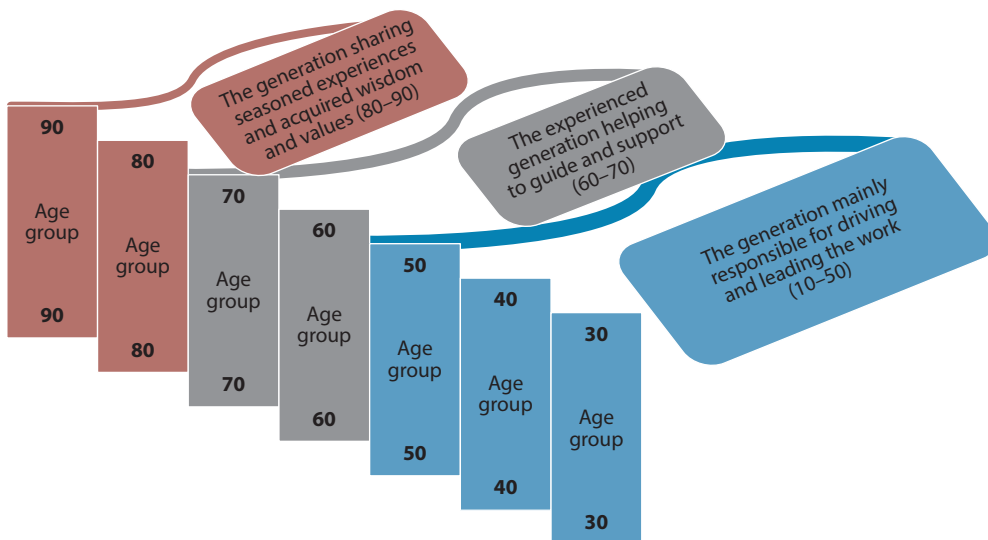 The generation sharing
seasoned experiences
and acquired wisdom
and values (80–90)
The experienced
generation helping
to guide and support
(60–70)
The generation mainly
responsible for driving
and leading the work
(10–50)
90
Age
group
90
80
Age
group
80
70
Age
group
70
60
Age
group
60
50
Age
group
50
40
Age
group
40
30
Age
group
30